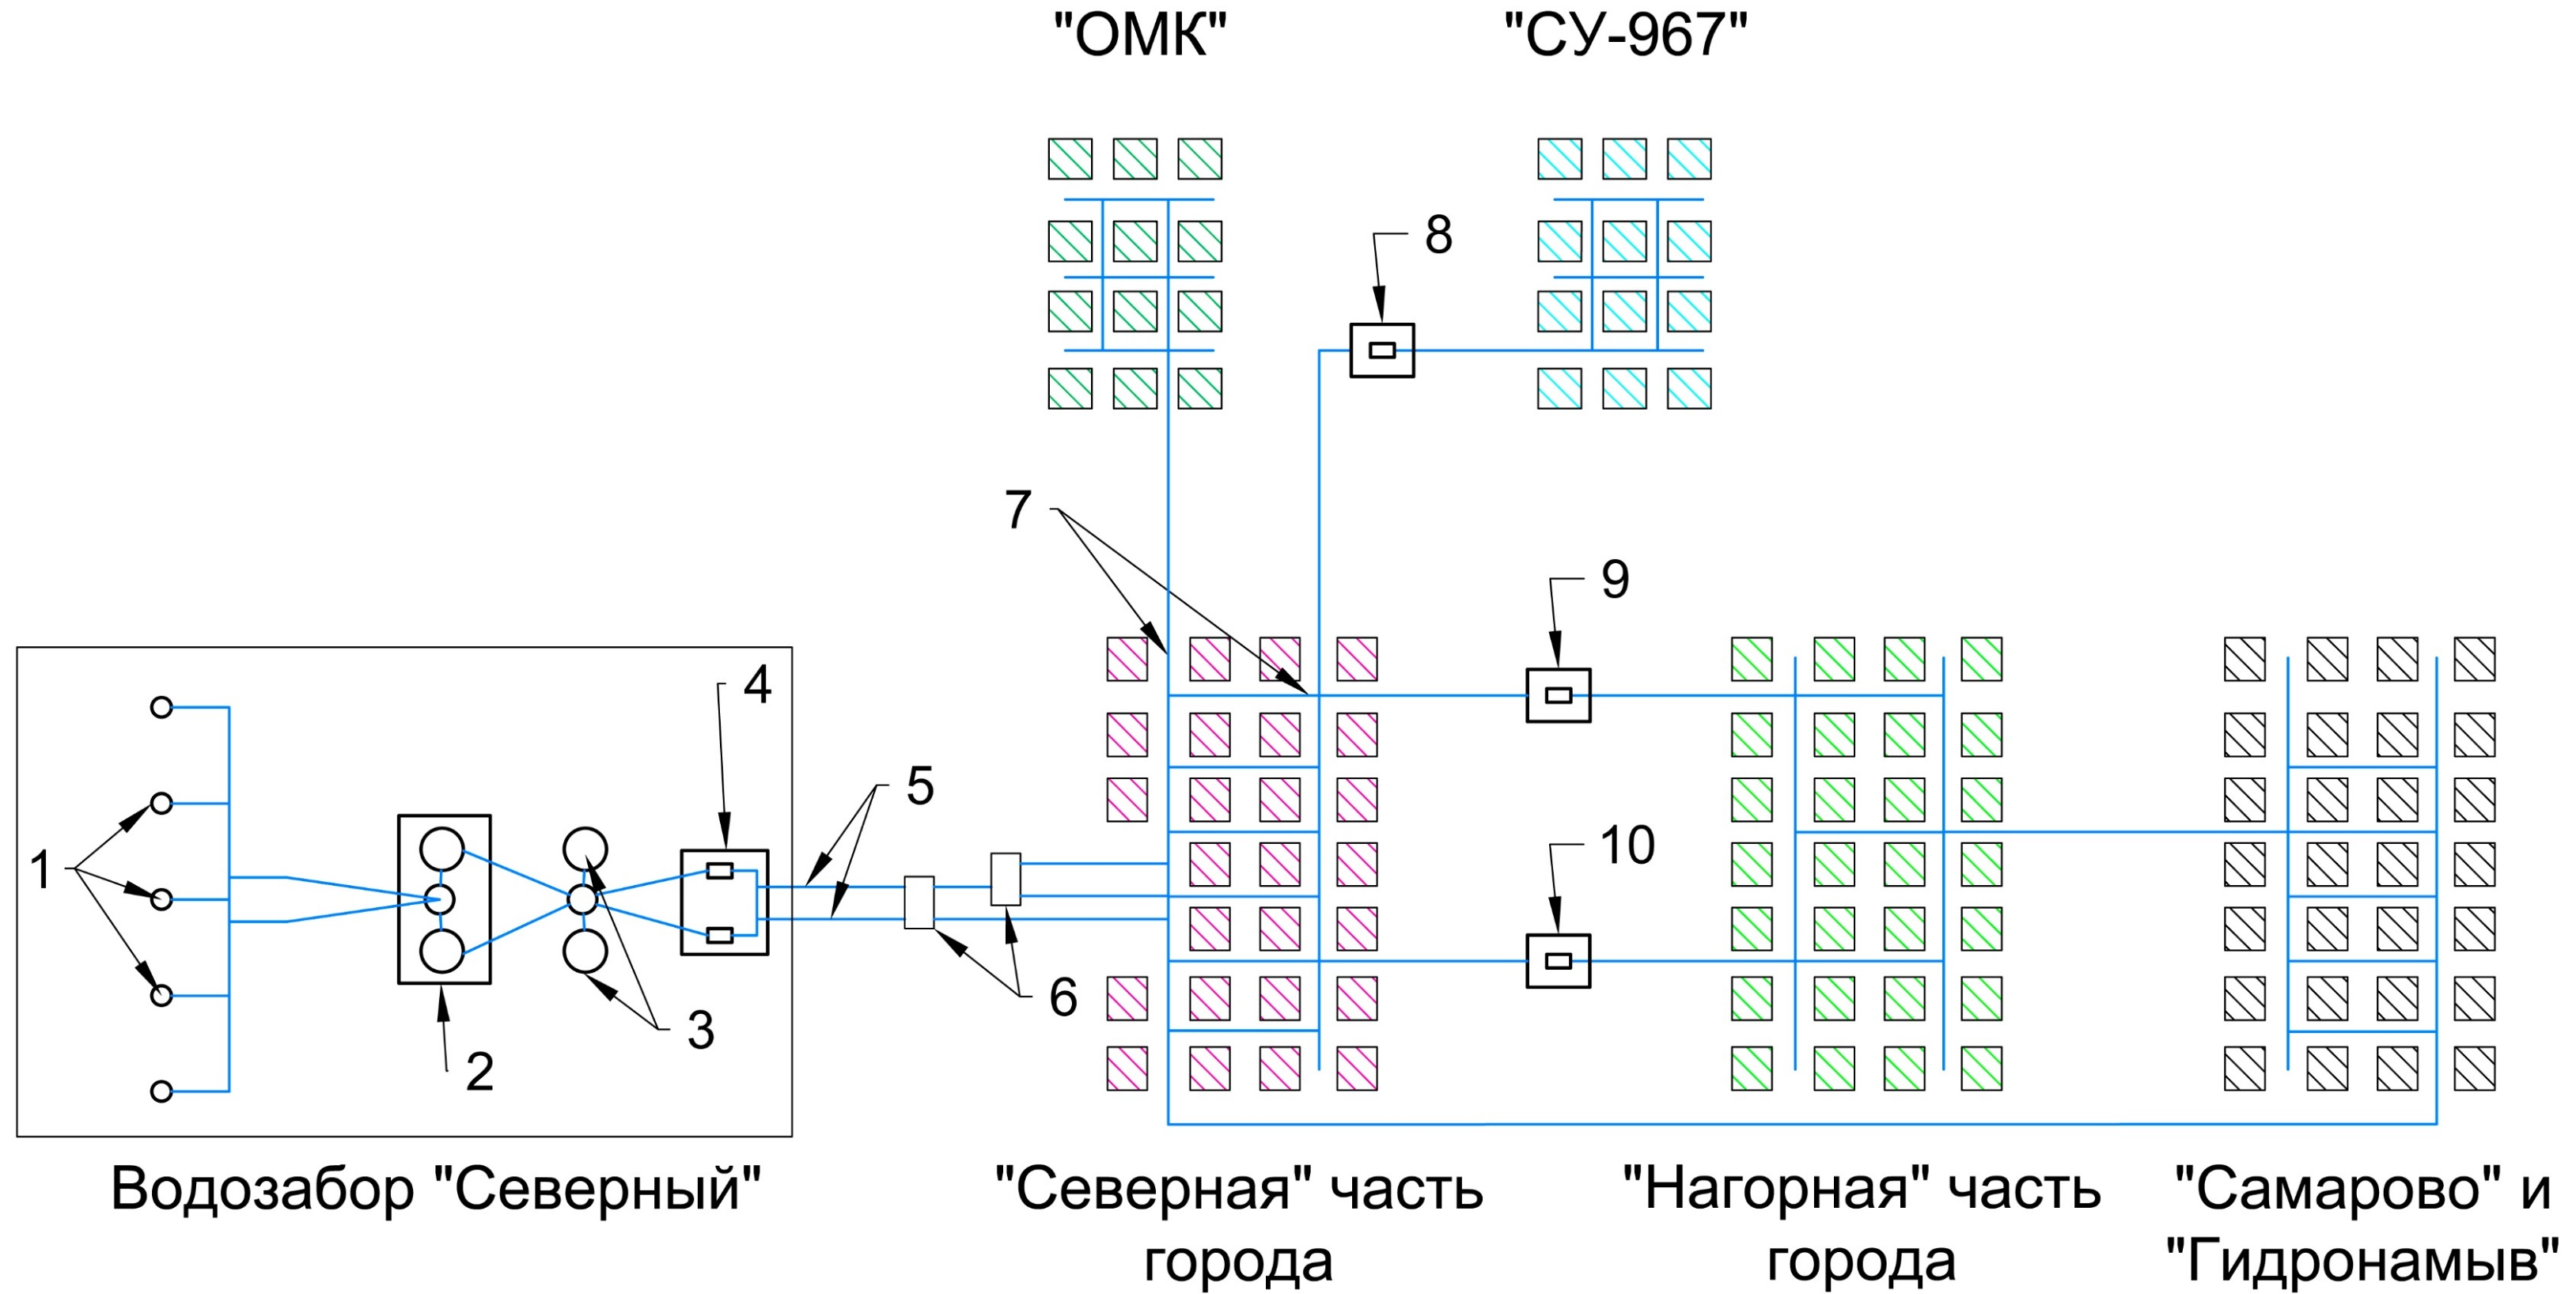 "ОМК"
"СУ-967"
8
7
9
4
5
10
1
6
3
2
Водозабор "Северный"
"Северная" часть
города
"Нагорная" часть
города
"Самарово" и
"Гидронамыв"